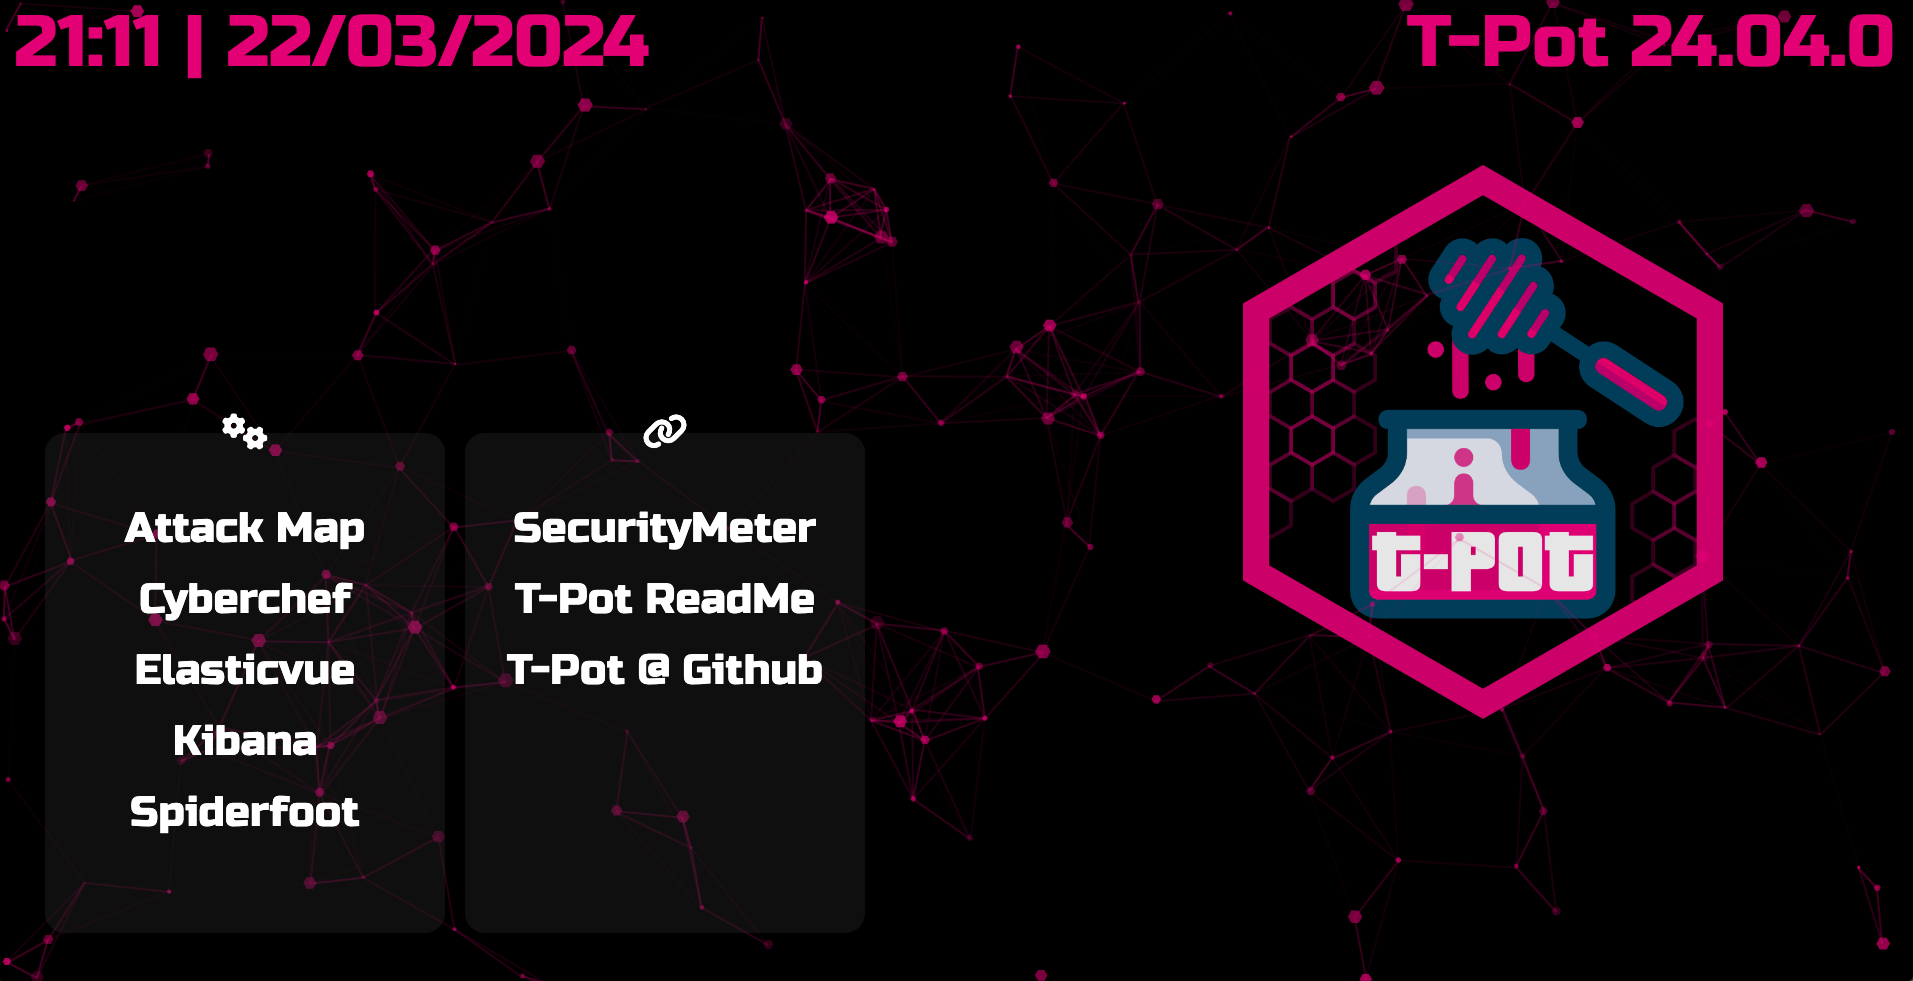 21:11 | 22/03/2024
T-Pot 24.04.0
Attack Map
Cyberchef
Elasticvue
Kibana
Spiderfoot
SecurityMeter
T-Pot ReadMe
T-Pot @ Github
t-pot